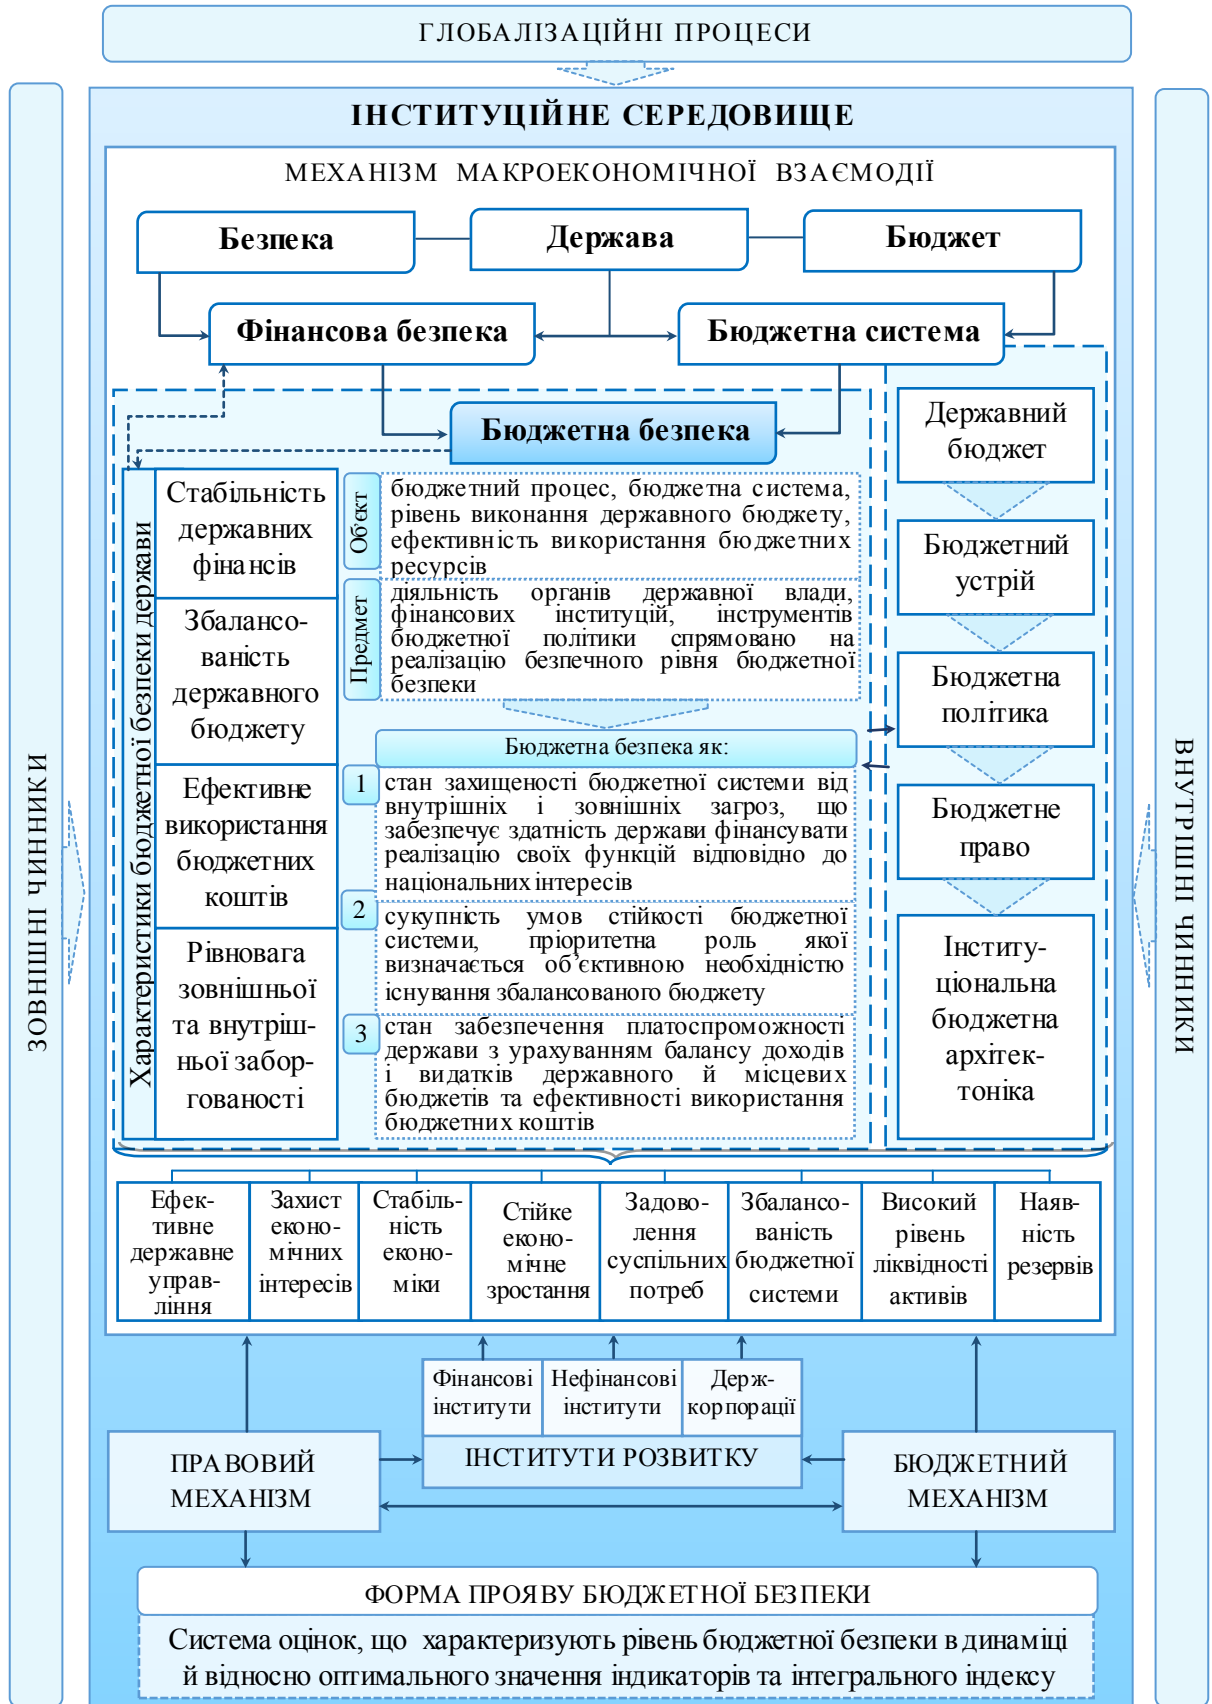 ГЛОБАЛІЗАЦІЙНІ ПРОЦЕСИ
ІНСТИТУЦІЙНЕ СЕРЕДОВИЩЕ
МЕХАНІЗМ МАКРОЕКОНОМІЧНОЇ ВЗАЄМОДІЇ
Безпека
Держава
Бюджет
Фінансова безпека
Бюджетна система
Бюджетна безпека
Характеристики бюджетної безпеки держави
Стабільність
державних
фінансів
Збалансо-
ваність
державного
бюджету
Ефективне
використання
бюджетних
коштів
Рівновага
зовнішньої
та внутріш-
ньої забор-
гованості
Об'єкт
бюджетний процес, бюджетна система,
рівень виконання державного бюджету,
ефективність використання бюджетних
ресурсів
Предмет
діяльність органів державної влади,
фінансових інституцій, інструментів
бюджетної політики спрямовано на
реалізацію безпечного рівня бюджетної
безпеки
Бюджетна безпека як:
1
стан захищеності бюджетної системи від
внутрішніх і зовнішніх загроз, що
забезпечує здатність держави фінансувати
реалізацію своїх функцій відповідно до
національних інтересів
2
сукупність умов стійкості бюджетної
системи, пріоритетна роль якої
визначається об’єктивною необхідністю
існування збалансованого бюджету
3
стан забезпечення платоспроможності
держави з урахуванням балансу доходів
і видатків державного й місцевих
бюджетів та ефективності використання
бюджетних коштів
Державний
бюджет
Бюджетний
устрій
Бюджетна
політика
Бюджетне
право
Інститу-
ціональна
бюджетна
архітек-
тоніка
ЗОВНІШНІ ЧИННИКИ
ВНУТРІШНІ ЧИННИКИ
Ефек-
тивне
державне
управ-
ління
Захист
еконо-
мічних
інтересів
Стабіль-
ність
еконо-
міки
Стійке
еконо-
мічне
зростання
Задово-
лення
суспільних
потреб
Збалансо-
ваність
бюджетної
системи
Високий
рівень
ліквідності
активів
Наяв-
ність
резервів
Фінансові
інститути
Нефінансові
інститути
Держ-
корпорації
ІНСТИТУТИ РОЗВИТКУ
ПРАВОВИЙ
МЕХАНІЗМ
БЮДЖЕТНИЙ
МЕХАНІЗМ
ФОРМА ПРОЯВУ БЮДЖЕТНОЇ БЕЗПЕКИ
Система оцінок, що характеризують рівень бюджетної безпеки в динаміці
й відносно оптимального значення індикаторів та інтегрального індексу